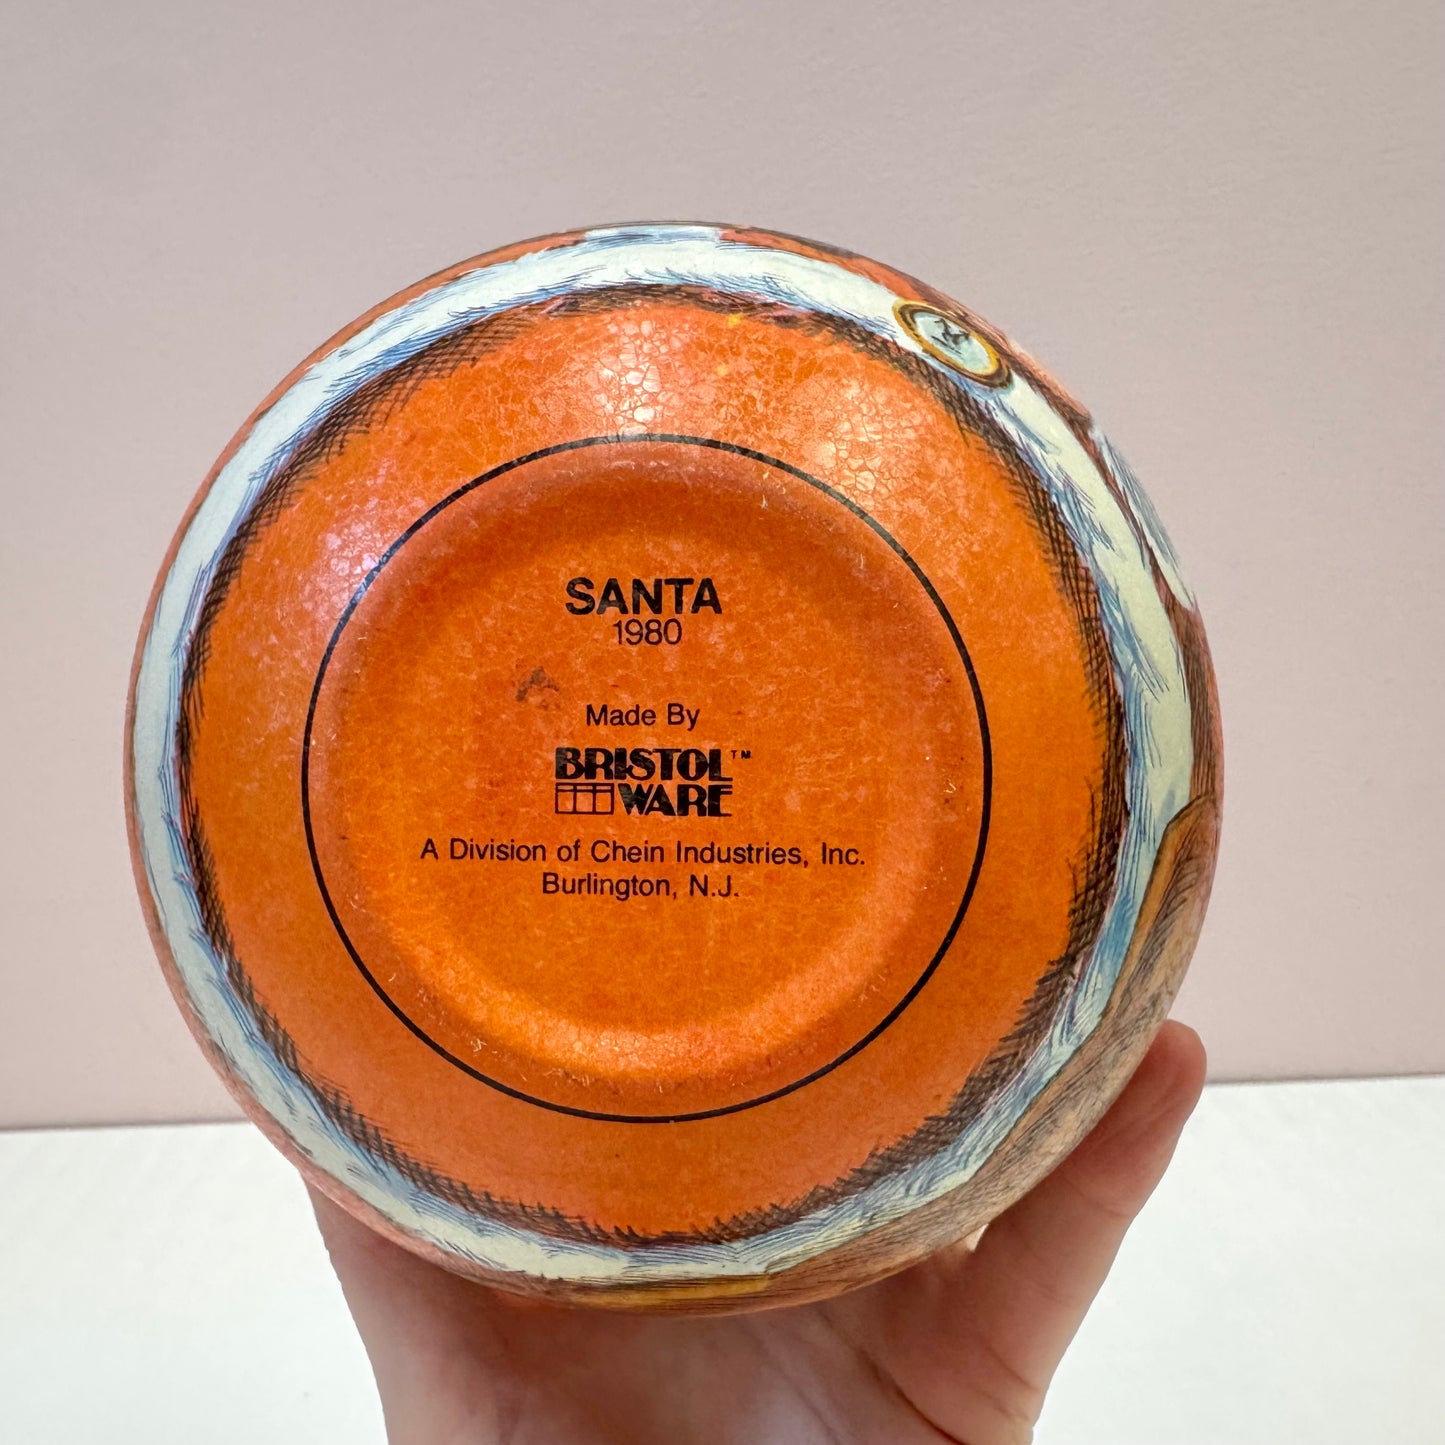 SANTA
1980
Made By
BRISTOL™
WARE
A Division of Chein Industries, Inc.
Burlington, N.J.